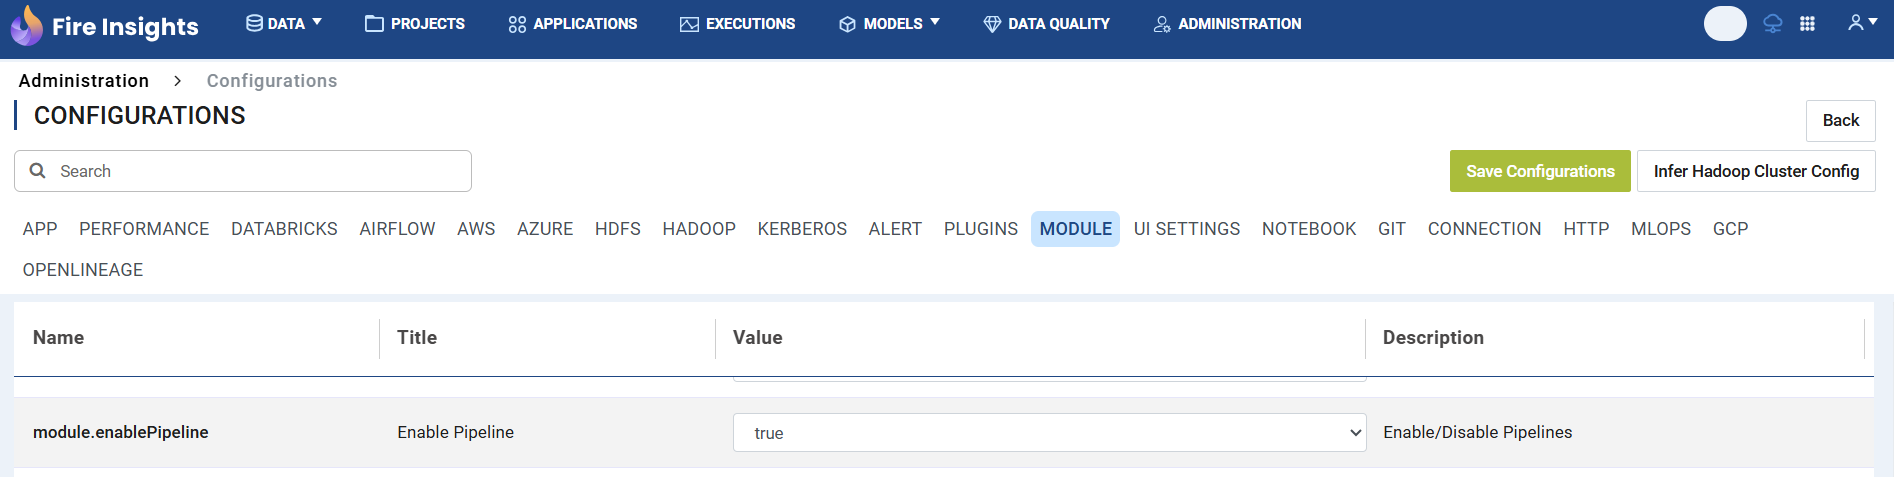 Fire Insights DATA PROJECTS APPLICATIONS EXECUTIONS MODELS DATA QUALITY ADMINISTRATION
Administration > Configurations
CONFIGURATIONS
Back
Search
Save Configurations Infer Hadoop Cluster Config
APP PERFORMANCE DATABRICKS AIRFLOW AWS AZURE HDFS HADOOP KERBEROS ALERT PLUGINS MODULE UI SETTINGS NOTEBOOK GIT CONNECTION HTTP MLOPS GCP
OPENLINEAGE
Name Title Value Description
module.enablePipeline Enable Pipeline true Enable/Disable Pipelines